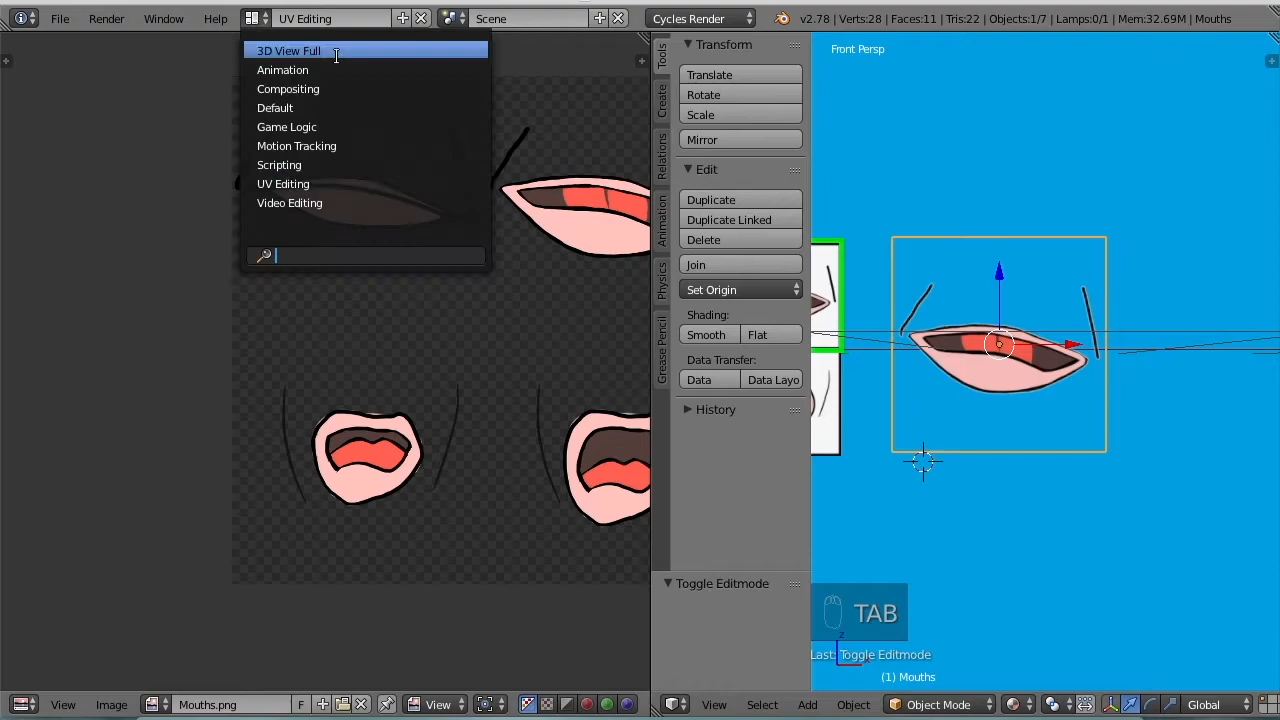 File Render Window Help UV Editing Scene Cycles Render v2.78 | Verts:28 | Faces:11 | Tris:22 | Objects:1/7 | Lamps:0/1 | Mem:32.69M | Mouths
3D View Full
Animation
Compositing
Default
Game Logic
Motion Tracking
Scripting
UV Editing
Video Editing
Tools
Create
Relations
Animation
Physics
Grease Pencil
Transform
Translate
Rotate
Scale
Mirror
Edit
Duplicate
Duplicate Linked
Delete
Join
Set Origin
Shading:
Smooth Flat
Data Transfer:
Data Data Layo
History
Toggle Editmode
Front Persp
TAB
z
x
Last: Toggle Editmode
(1) Mouths
View Image Mouths.png F View
View Select Add Object Object Mode Global